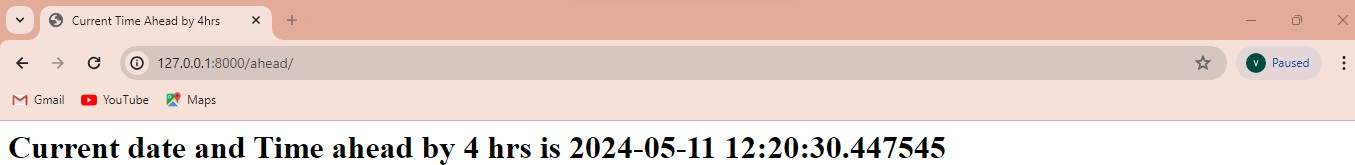 Current Time Ahead by 4hrs
127.0.0.1:8000/ahead/
V Paused
Gmail YouTube Maps
Current date and Time ahead by 4 hrs is 2024-05-11 12:20:30.447545